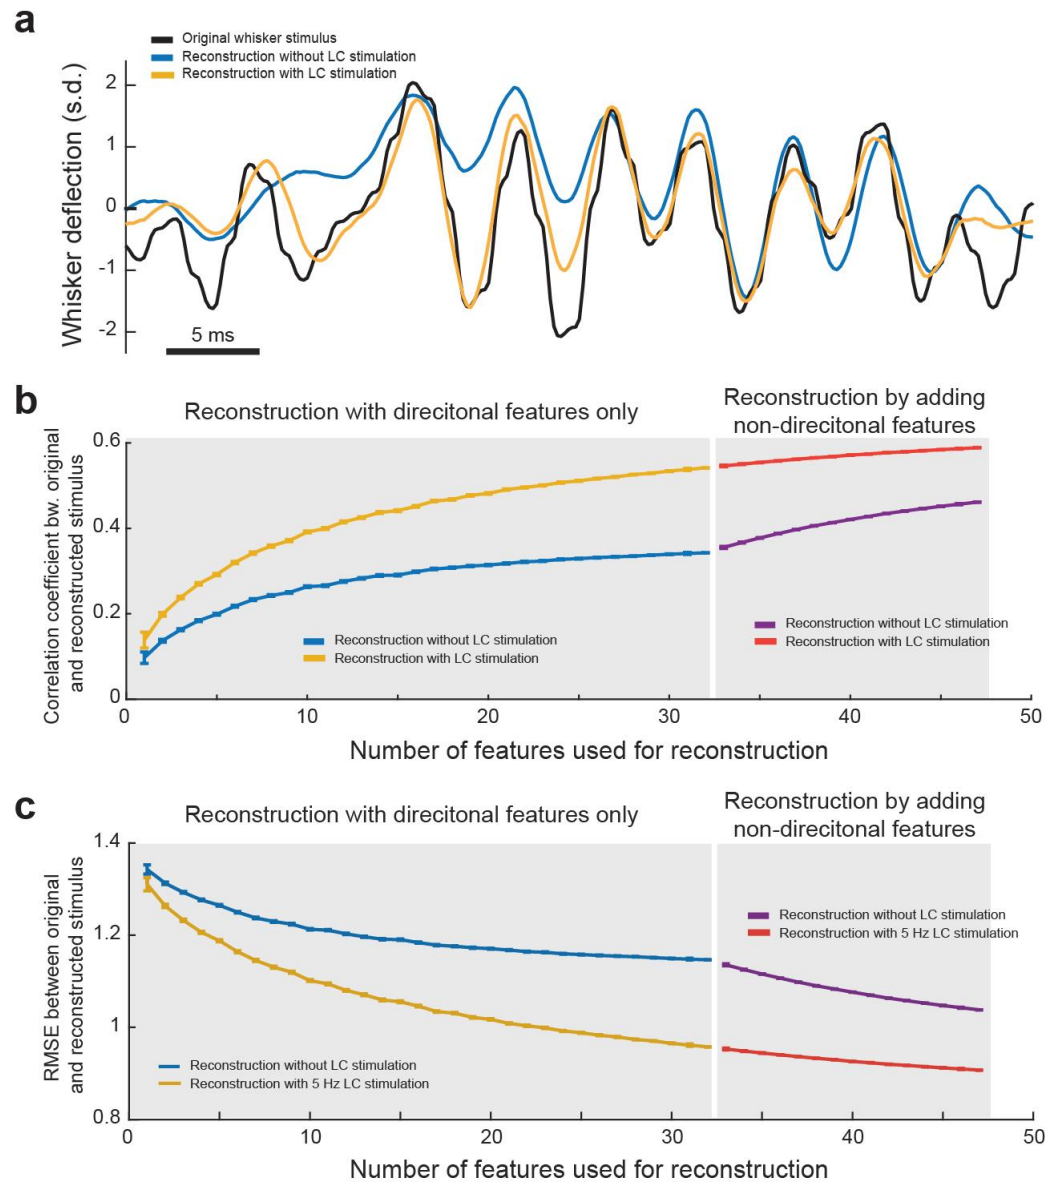 a
Original whisker stimulus
Reconstruction without LC stimulation
Reconstruction with LC stimulation
Whisker deflection (s.d.)
2
1
0
-1
-2
5 ms
b
Reconstruction with direcitonal features only
Reconstruction by adding
non-direcitonal features
Correlation coefficient bw. original
and reconstructed stimulus
0.6
0.4
0.2
0
Reconstruction without LC stimulation
Reconstruction with LC stimulation
Reconstruction without LC stimulation
Reconstruction with LC stimulation
0
10
20
30
40
50
Number of features used for reconstruction
c
Reconstruction with direcitonal features only
Reconstruction by adding
non-direcitonal features
RMSE between original
and reconstructed stimulus
1.4
1.2
1
0.8
Reconstruction without LC stimulation
Reconstruction with 5 Hz LC stimulation
Reconstruction without LC stimulation
Reconstruction with 5 Hz LC stimulation
0
10
20
30
40
50
Number of features used for reconstruction